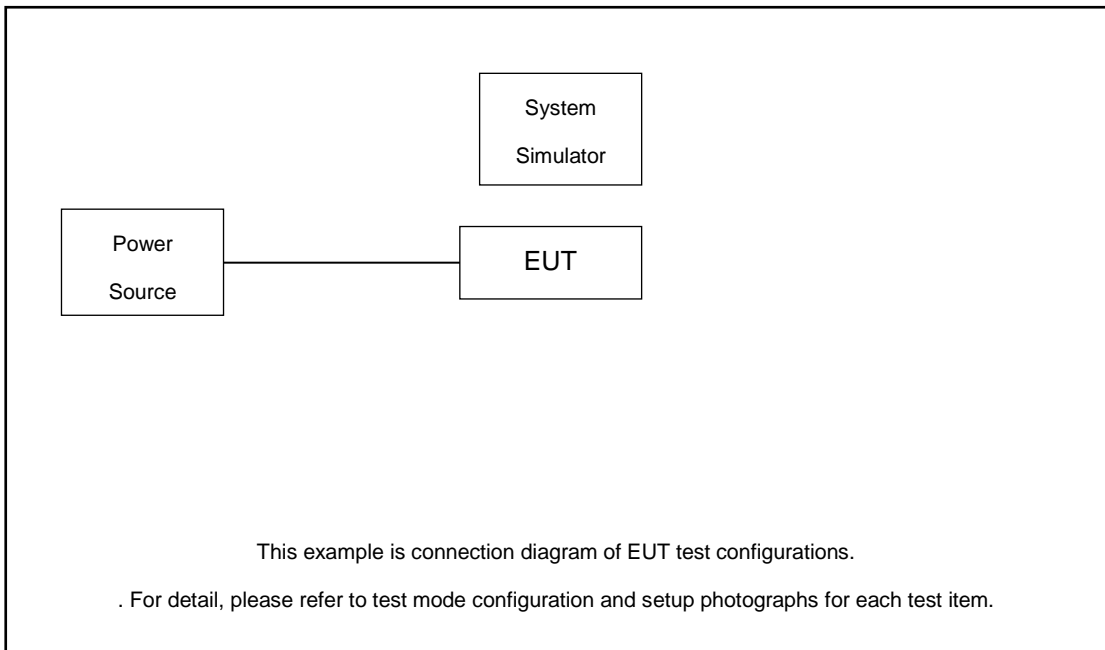 System
Simulator
Power
Source
EUT
This example is connection diagram of EUT test configurations.
. For detail, please refer to test mode configuration and setup photographs for each test item.